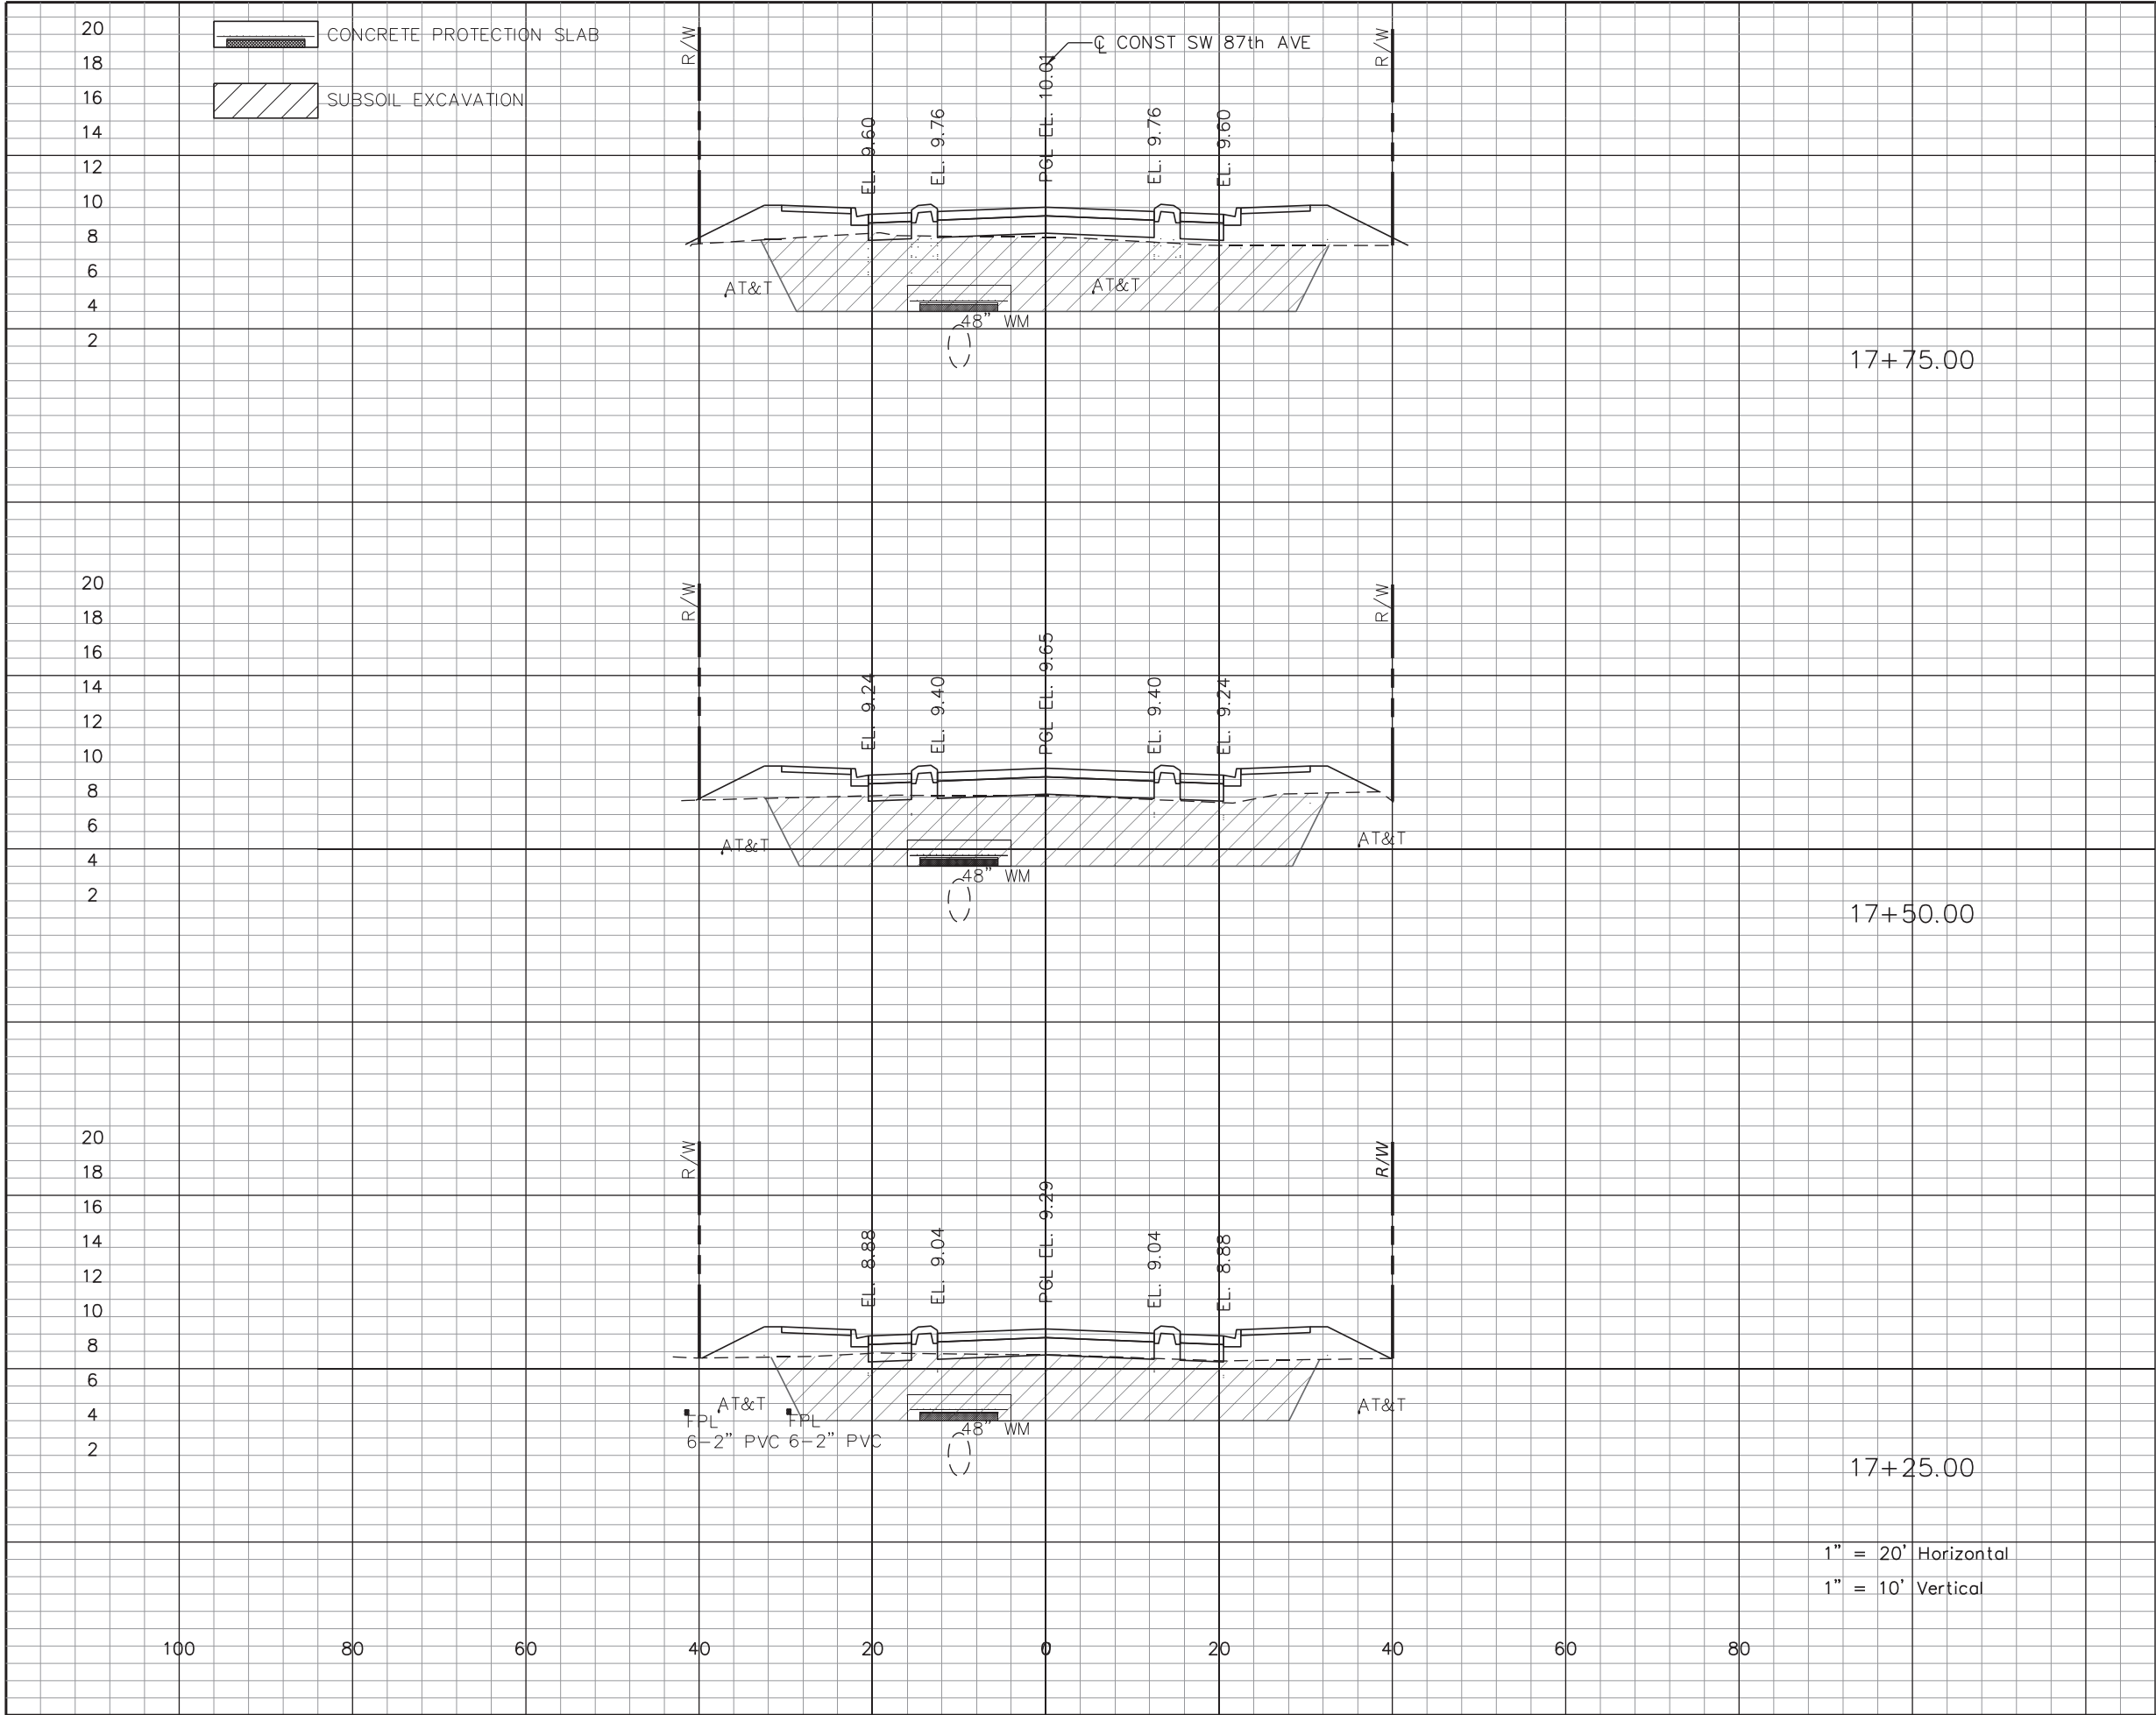 CONCRETE PROTECTION SLAB
SUBSOIL EXCAVATION
20
18
16
14
12
10
8
6
4
2
R/W
R/W
℄ CONST SW 87th AVE
EL. 9.60
EL. 9.76
PGL EL. 10.01
EL. 9.76
EL. 9.60
AT&T
AT&T
48" WM
17+75.00
20
18
16
14
12
10
8
6
4
2
R/W
R/W
EL. 9.24
EL. 9.40
PGL EL. 9.65
EL. 9.40
EL. 9.24
AT&T
AT&T
48" WM
17+50.00
20
18
16
14
12
10
8
6
4
2
R/W
R/W
EL. 8.88
EL. 9.04
PGL EL. 9.29
EL. 9.04
EL. 8.88
AT&T
AT&T
FPL
6-2" PVC
FPL
6-2" PVC
48" WM
17+25.00
1" = 20' Horizontal
1" = 10' Vertical
100 80 60 40 20 0 20 40 60 80